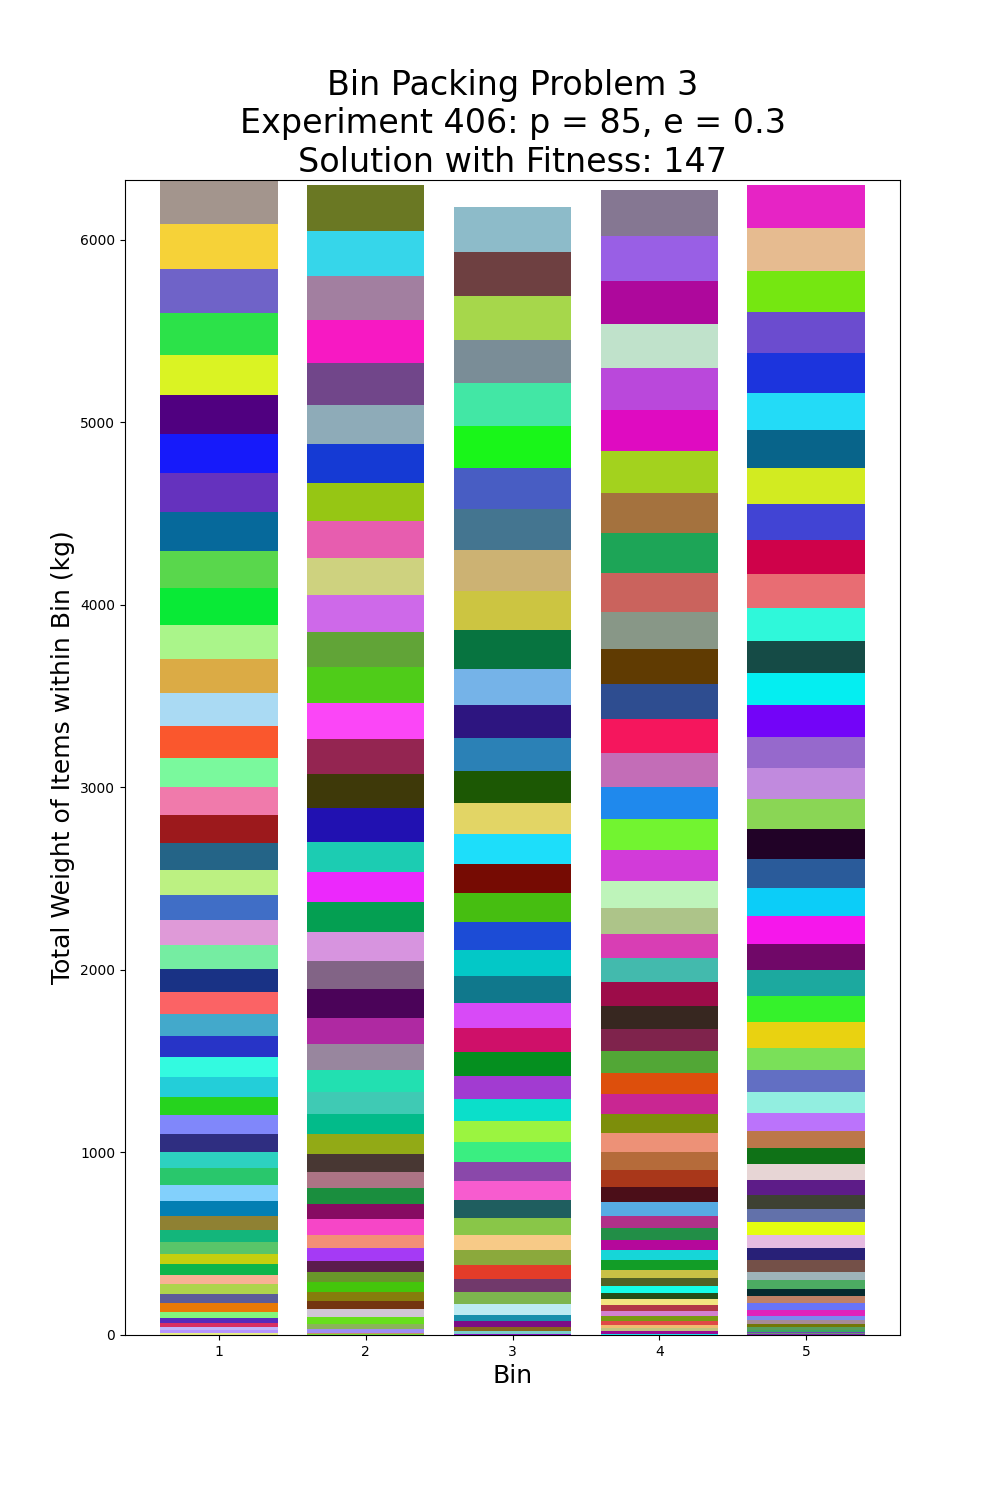 Bin Packing Problem 3
Experiment 406: p = 85, e = 0.3
Solution with Fitness: 147
Total Weight of Items within Bin (kg)
6000
5000
4000
3000
2000
1000
0
1 2 3 4 5
Bin